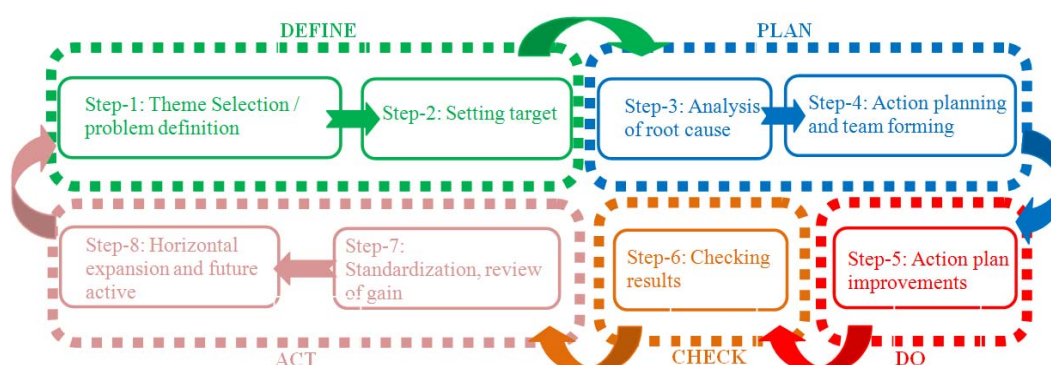 DEFINE
PLAN
Step-1: Theme Selection /
problem definition
Step-2: Setting target
Step-3: Analysis
of root cause
Step-4: Action planning
and team forming
Step-8: Horizontal
expansion and future
active
Step-7:
Standardization, review
of gain
Step-6: Checking
results
Step-5: Action plan
improvements
ACT
CHECK
DO